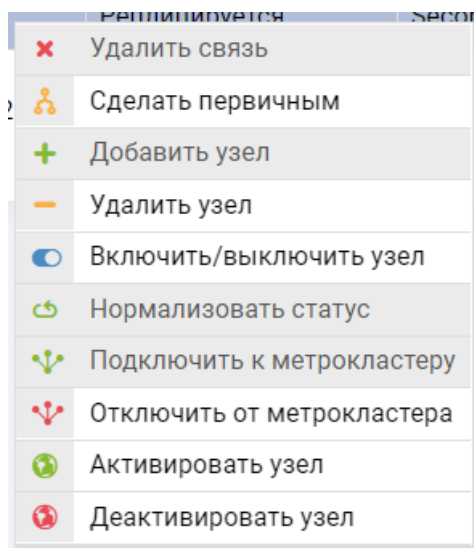 Реплицируется
Удалить связь
Сделать первичным
Добавить узел
Удалить узел
Включить/выключить узел
Нормализовать статус
Подключить к метрокластеру
Отключить от метрокластера
Активировать узел
Деактивировать узел